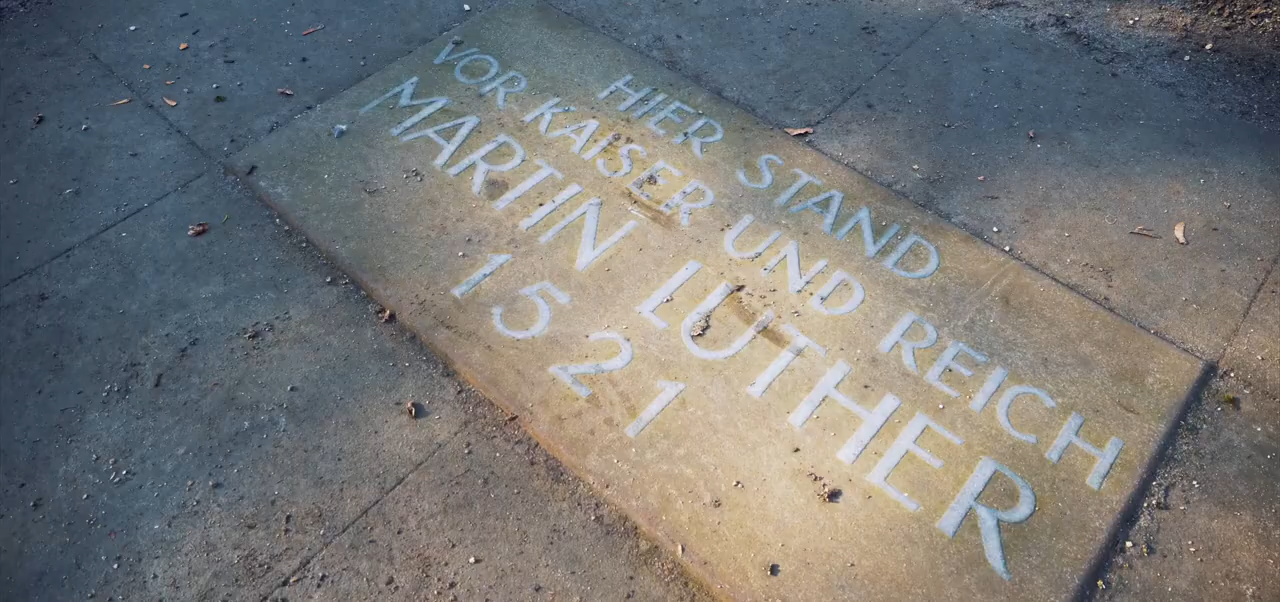 HIER STAND
VOR KAISER UND REICH
MARTIN LUTHER
1521